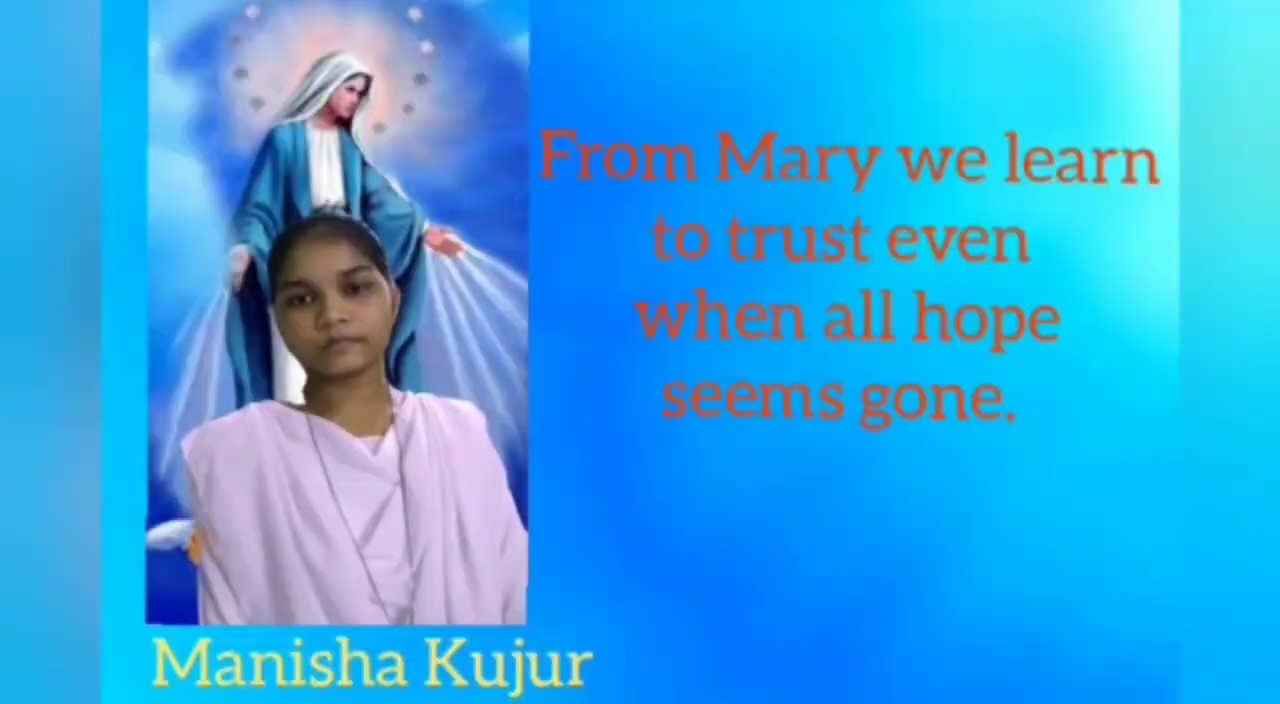 From Mary we learn
to trust even
when all hope
seems gone.
Manisha Kujur